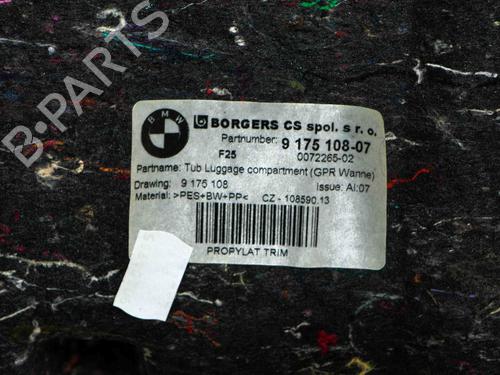 B-PARTS
BMW
BORGERS CS spol. s r. o.
Partnumber: 9 175 108-07
F25 0072265-02
Partname: Tub Luggage compartment (GPR Wanne)
Drawing: 9 175 108 Issue: AI:07
Material: >PES+BW+PP< CZ - 108590.13
PROPYLAT TRIM